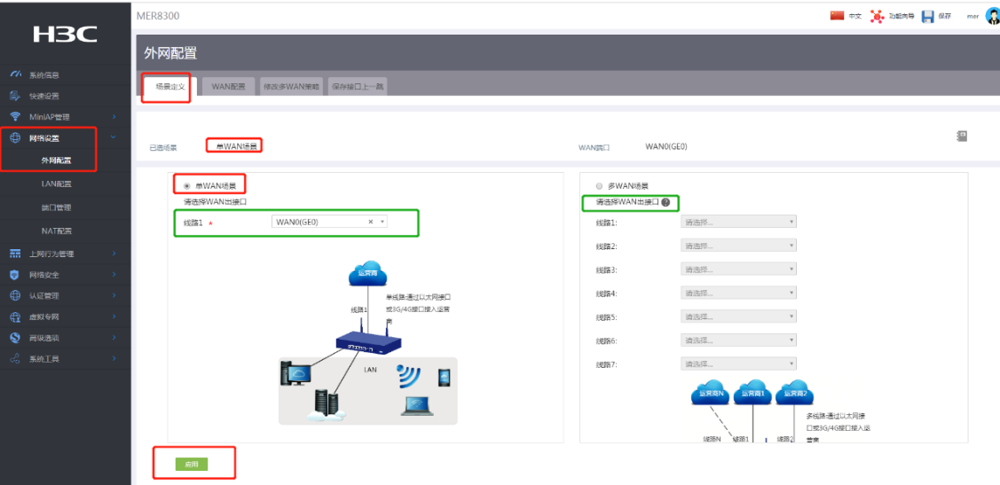 MER8300
中文 功能向导 保存 mer
H3C
外网配置
场景定义 WAN配置 修改多WAN策略 保存接口上一跳
系统信息
快速设置
MiniAP管理
网络设置
外网配置
LAN配置
端口管理
NAT配置
上网行为管理
网络安全
认证管理
虚拟专网
高级选项
系统工具
已选场景 单WAN场景 WAN端口 WAN0(GE0)
单WAN场景
请选择WAN出接口
线路1 * WAN0(GE0) ×
运营商
线路1
单线路:通过以太网接口
或3G/4G接口接入运营
商
LAN
多WAN场景
请选择WAN出接口 ?
线路1: 请选择...
线路2: 请选择...
线路3: 请选择...
线路4: 请选择...
线路5: 请选择...
线路6: 请选择...
线路7: 请选择...
运营商N 运营商1 运营商2
多线路:通过以太网接
口或3G/4G接口接入运
营商
线路N 线路1 线路2
启用